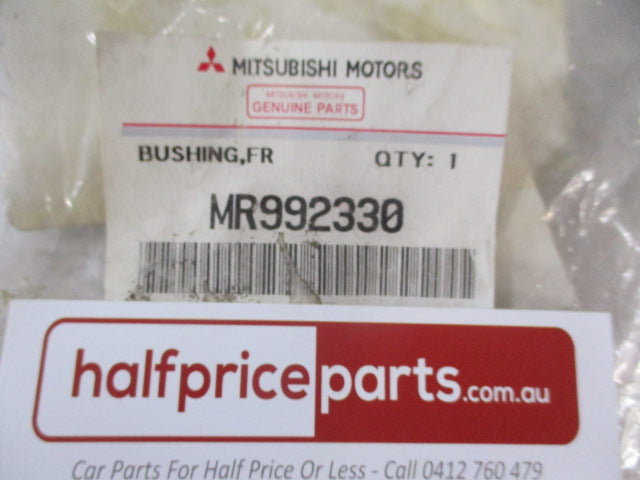 MITSUBISHI MOTORS
MITSUBISHI MOTORS
GENUINE PARTS
BUSHING,FR QTY: 1
MR992330
halfpriceparts.com.au
Car Parts For Half Price Or Less - Call 0412 760 479